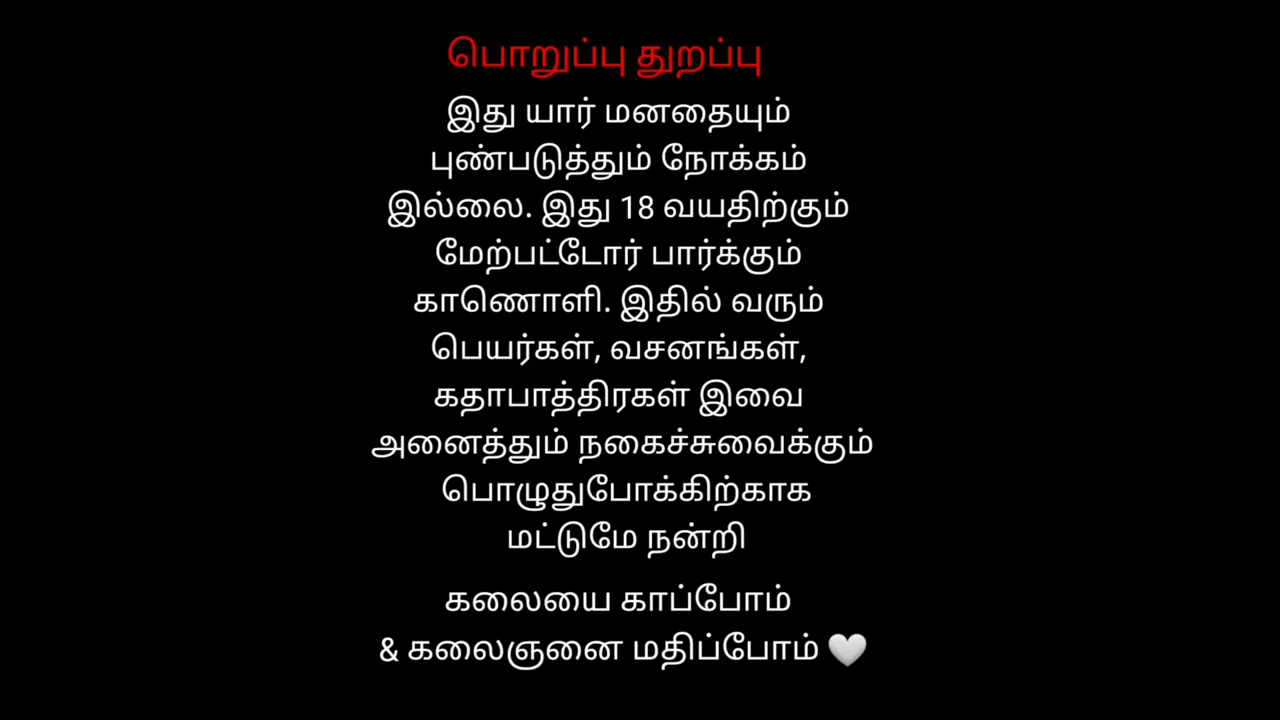 பொறுப்பு துறப்பு
இது யார் மனதையும்
புண்படுத்தும் நோக்கம்
இல்லை. இது 18 வயதிற்கும்
மேற்பட்டோர் பார்க்கும்
காணொளி. இதில் வரும்
பெயர்கள், வசனங்கள்,
கதாபாத்திரகள் இவை
அனைத்தும் நகைச்சுவைக்கும்
பொழுதுபோக்கிற்காக
மட்டுமே நன்றி
கலையை காப்போம்
& கலைஞனை மதிப்போம் 🤍